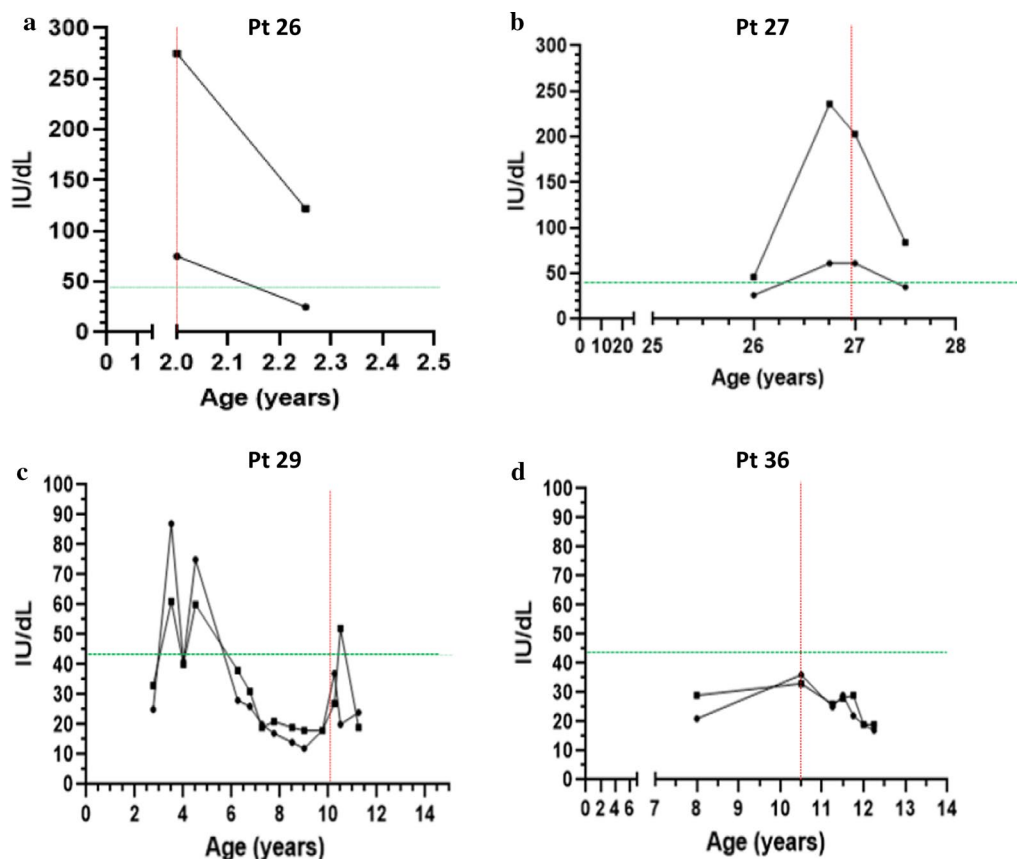 a
Pt 26
300
250
200
150
100
50
0
IU/dL
0 1 2.0 2.1 2.2 2.3 2.4 2.5
Age (years)
b
Pt 27
300
250
200
150
100
50
0
IU/dL
0 10 20 25 26 27 28
Age (years)
c
Pt 29
100
90
80
70
60
50
40
30
20
10
0
IU/dL
0 2 4 6 8 10 12 14
Age (years)
d
Pt 36
100
90
80
70
60
50
40
30
20
10
0
IU/dL
0 2 4 6 7 8 9 10 11 12 13 14
Age (years)